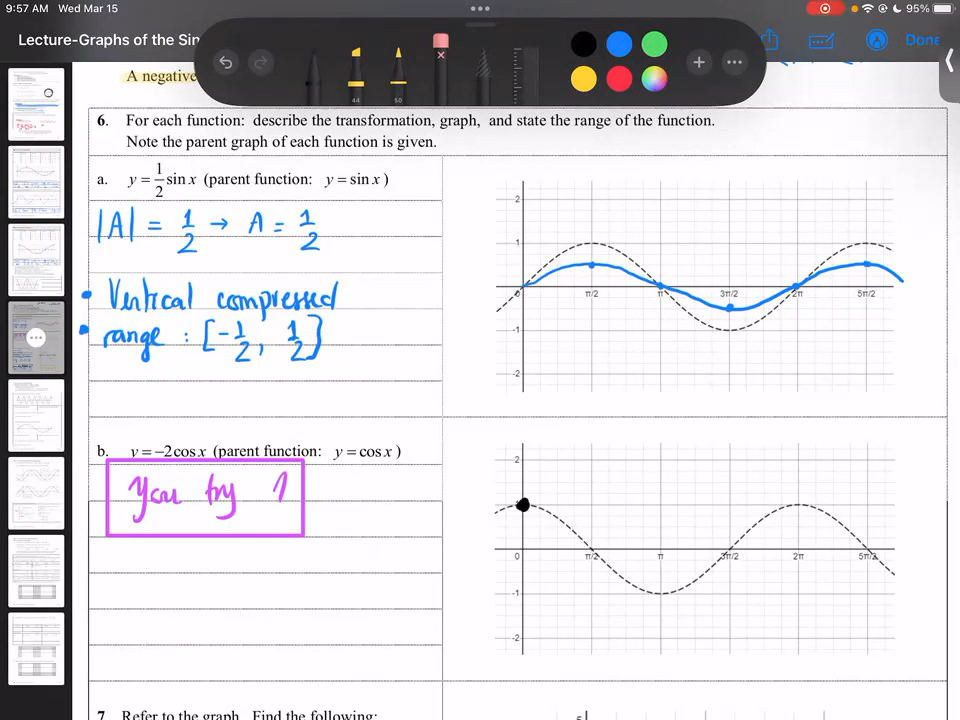 9:57 AM Wed Mar 15
95%
Lecture-Graphs of the Sin
Done
44
50
A negative
6. For each function: describe the transformation, graph, and state the range of the function.
Note the parent graph of each function is given.
a. y = 1/2 sin x (parent function: y = sin x )
|A| = 1/2 → A = 1/2
• Vertical compressed
• range : [-1/2, 1/2]
2
1
0
π/2
π
3π/2
2π
5π/2
-1
-2
b. y = −2cos x (parent function: y = cos x )
you try
2
0
π/2
π
3π/2
2π
5π/2
-1
-2
7. Refer to the graph. Find the following:
5